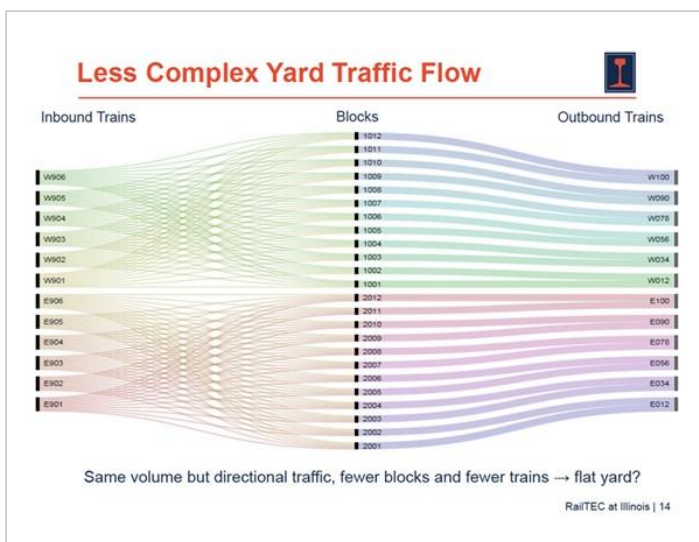 Less Complex Yard Traffic Flow
Inbound Trains
Blocks
Outbound Trains
W906
W905
W904
W903
W902
W901
E906
E905
E904
E903
E902
E901
1012
1011
1010
1009
1008
1007
1006
1005
1004
1003
1002
1001
2012
2011
2010
2009
2008
2007
2006
2005
2004
2003
2002
2001
W100
W090
W078
W056
W034
W012
E100
E090
E078
E056
E034
E012
Same volume but directional traffic, fewer blocks and fewer trains → flat yard?
RailTEC at Illinois | 14